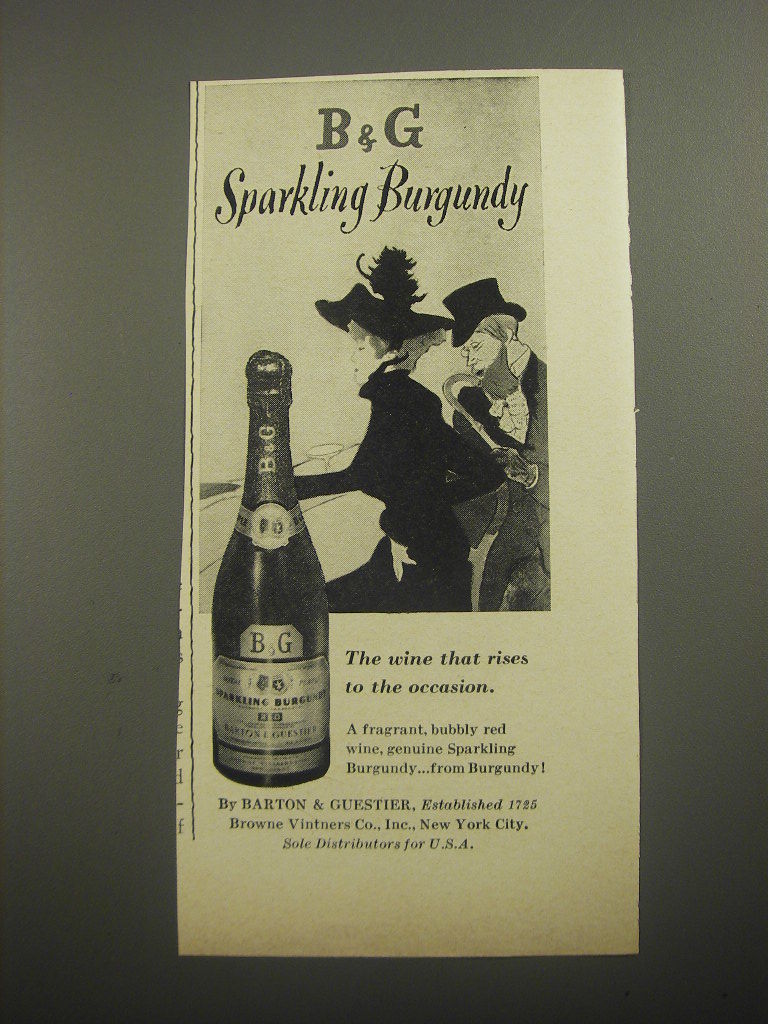 B & G
Sparkling Burgundy
B & G
B & G
SPARKLING BURGUNDY
BARTON & GUESTIER
The wine that rises
to the occasion.
A fragrant, bubbly red
wine, genuine Sparkling
Burgundy...from Burgundy!
By BARTON & GUESTIER, Established 1725
Browne Vintners Co., Inc., New York City.
Sole Distributors for U.S.A.